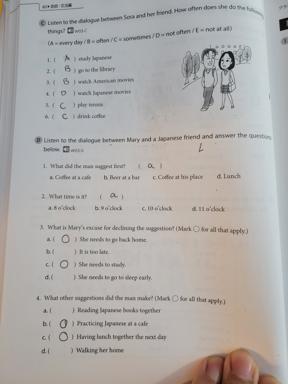 C Listen to the dialogue between Sora and her friend. How often does she do the
things? W03-C
(A = every day / B = often / C = sometimes / D = not often / E = not at all)
1. ( A ) study Japanese
2. ( B ) go to the library
3. ( B ) watch American movies
4. ( D ) watch Japanese movies
5. ( C ) play tennis
6. ( C ) drink coffee
D Listen to the dialogue between Mary and a Japanese friend and answer the questions
below.
1. What did the man suggest first? ( a )
a. Coffee at a cafe b. Beer at a bar c. Coffee at his place d. Lunch
2. What time is it? ( a )
a. 8 o'clock b. 9 o'clock c. 10 o'clock d. 11 o'clock
3. What is Mary's excuse for declining the suggestion? (Mark ○ for all that apply.)
a. ( ○ ) She needs to go back home.
b. ( ) It is too late.
c. ( ○ ) She needs to study.
d. ( ) She needs to go to sleep early.
4. What other suggestions did the man make? (Mark ○ for all that apply.)
a. ( ) Reading Japanese books together
b. ( ○ ) Practicing Japanese at a cafe
c. ( ○ ) Having lunch together the next day
d. ( ) Walking her home